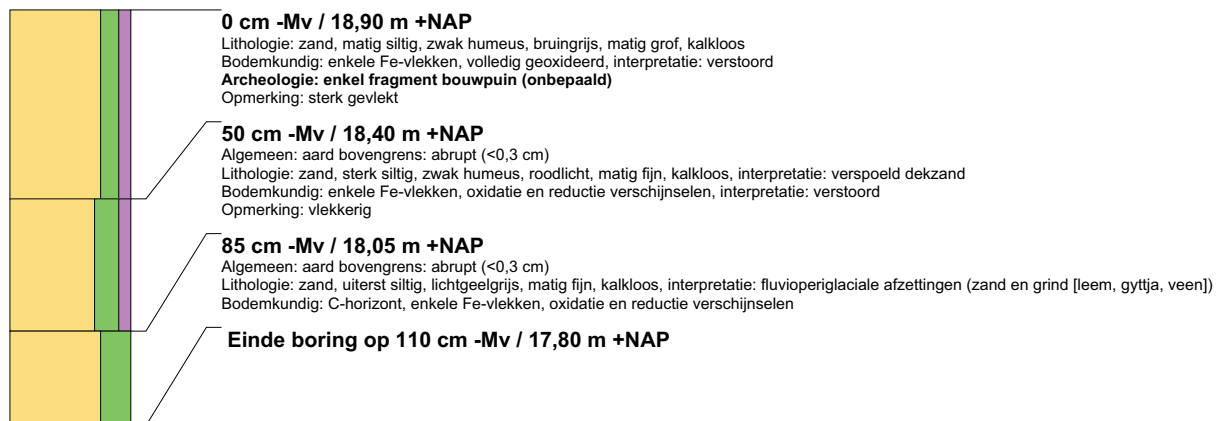 0 cm -Mv / 18,90 m +NAP
Lithologie: zand, matig siltig, zwak humeus, bruingrijs, matig grof, kalkloos
Bodemkundig: enkele Fe-vlekken, volledig geoxideerd, interpretatie: verstoord
Archeologie: enkel fragment bouwpuin (onbepaald)
Opmerking: sterk gevlekt
50 cm -Mv / 18,40 m +NAP
Algemeen: aard bovengrens: abrupt (<0,3 cm)
Lithologie: zand, sterk siltig, zwak humeus, roodlicht, matig fijn, kalkloos, interpretatie: verspoeld dekzand
Bodemkundig: enkele Fe-vlekken, oxidatie en reductie verschijnselen, interpretatie: verstoord
Opmerking: vlekkerig
85 cm -Mv / 18,05 m +NAP
Algemeen: aard bovengrens: abrupt (<0,3 cm)
Lithologie: zand, uiterst siltig, lichtgeelgrijs, matig fijn, kalkloos, interpretatie: fluvioperiglaciale afzettingen (zand en grind [leem, gyttja, veen])
Bodemkundig: C-horizont, enkele Fe-vlekken, oxidatie en reductie verschijnselen
Einde boring op 110 cm -Mv / 17,80 m +NAP